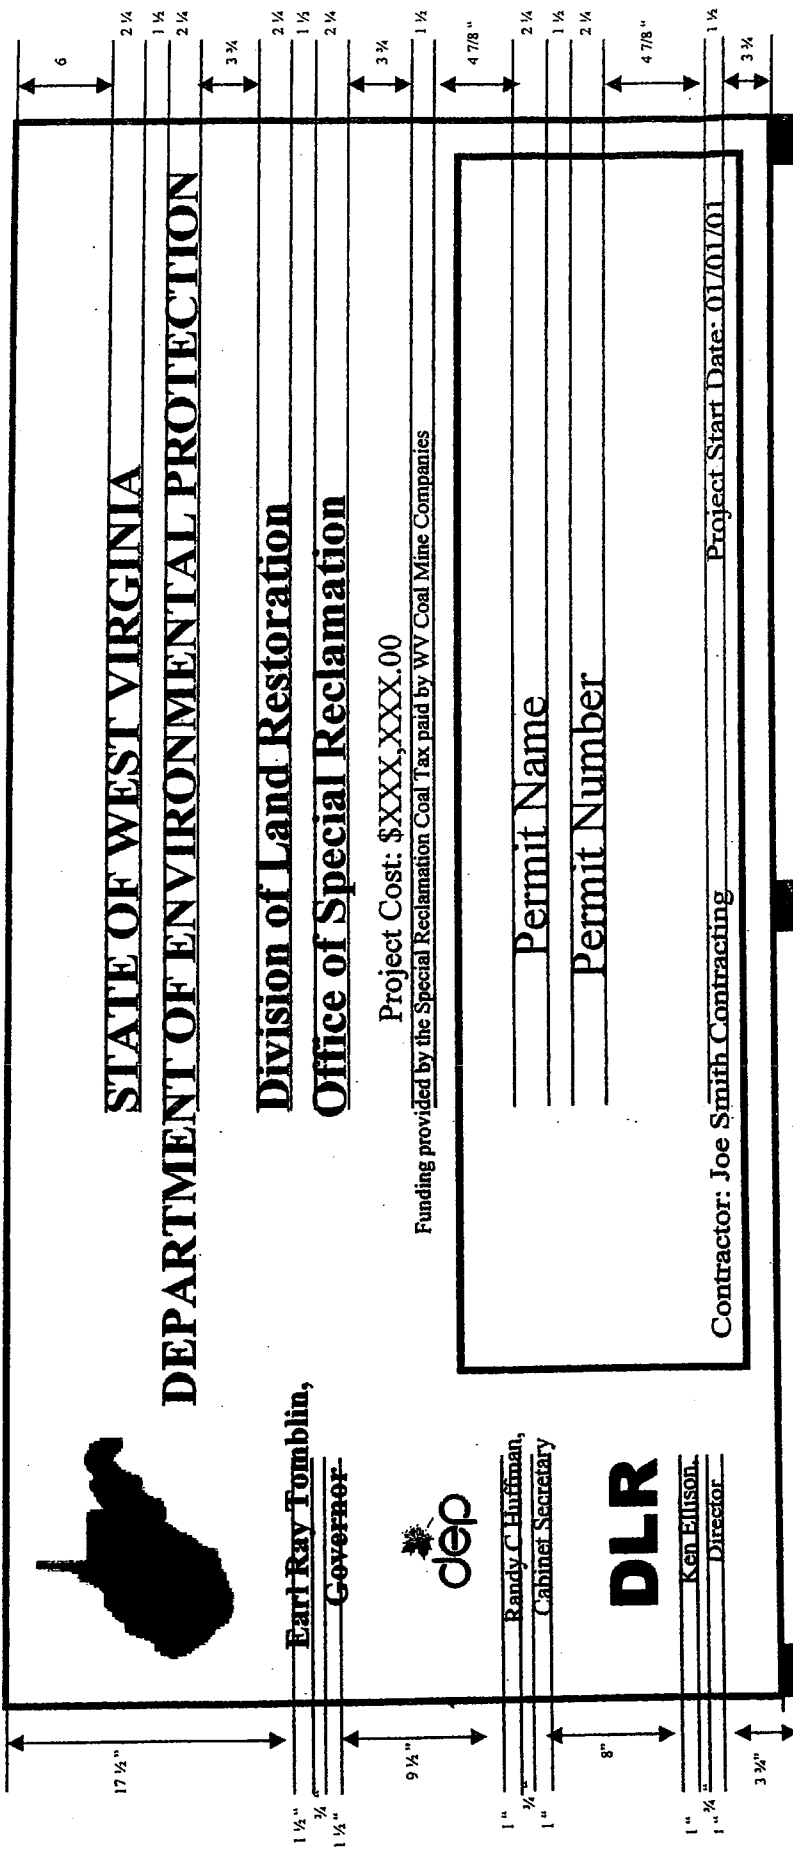 STATE OF WEST VIRGINIA
DEPARTMENT OF ENVIRONMENTAL PROTECTION
Division of Land Restoration
Office of Special Reclamation
Project Cost: $XXX,XXX.00
Funding provided by the Special Reclamation Coal Tax paid by WV Coal Mine Companies
Permit Name
Permit Number
Contractor: Joe Smith Contracting
Project Start Date: 01/01/01
Earl Ray Tomblin,
Governor
dep
Randy C Huffman,
Cabinet Secretary
DLR
Ken Ellison,
Director
17 ½"
1 ½"
¾"
1 ½"
9 ½"
1"
¾"
1"
8"
1"
¾"
1"
3 ¾"
6
2 ¼
1 ½
2 ¼
3 ¾
2 ¼
1 ½
2 ¼
3 ¾
1 ½
4 7/8 "
2 ¼
1 ½
2 ¼
4 7/8 "
1 ½
3 ¾